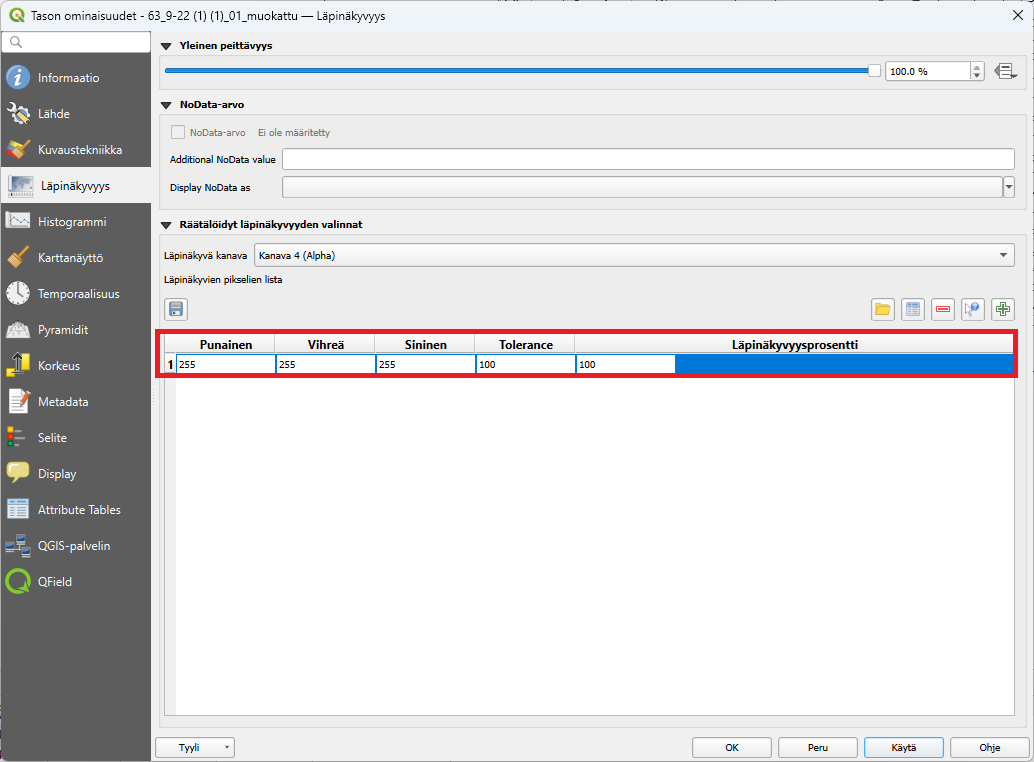 Tason ominaisuudet - 63_9-22 (1) (1)_01_muokattu — Läpinäkyvyys
Informaatio
Lähde
Kuvaustekniikka
Läpinäkyvyys
Histogrammi
Karttanäyttö
Temporaalisuus
Pyramidit
Korkeus
Metadata
Selite
Display
Attribute Tables
QGIS-palvelin
QField
Yleinen peittävyys
100.0 %
NoData-arvo
NoData-arvo Ei ole määritetty
Additional NoData value
Display NoData as
Räätälöidyt läpinäkyvyyden valinnat
Läpinäkyvä kanava Kanava 4 (Alpha)
Läpinäkyvien pikselien lista
Punainen Vihreä Sininen Tolerance Läpinäkyvyysprosentti
1 255 255 255 100 100
Tyyli OK Peru Käytä Ohje